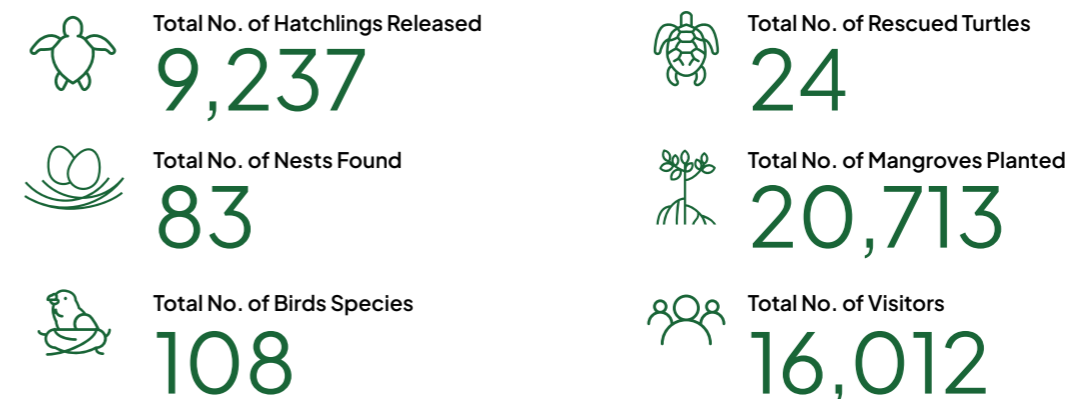 Total No. of Hatchlings Released
9,237
Total No. of Rescued Turtles
24
Total No. of Nests Found
83
Total No. of Mangroves Planted
20,713
Total No. of Birds Species
108
Total No. of Visitors
16,012